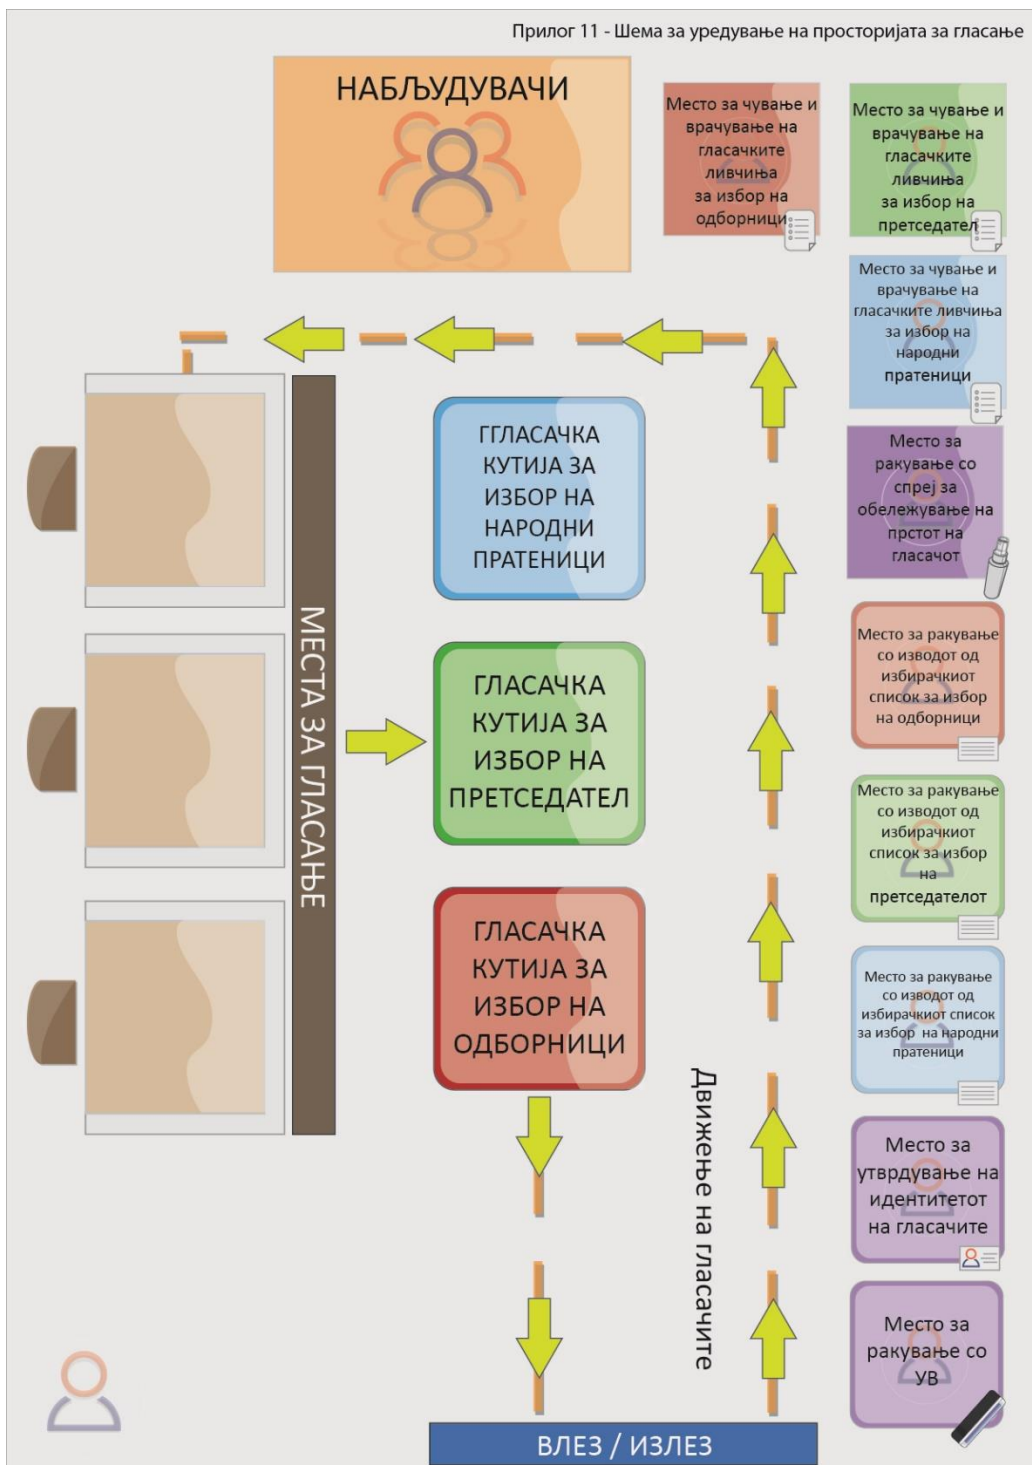 Прилог 11 - Шема за уредување на просторијата за гласање
НАБЉУДУВАЧИ
Место за чување и
врачување на
гласачките
ливчиња
за избор на
одборници
Место за чување и
врачување на
гласачките
ливчиња
за избор на
претседател
Место за чување и
врачување на
гласачките ливчиња
за избор на
народни
пратеници
Место за
ракување со
спреј за
обележување на
прстот на
гласачот
Место за ракување
со изводот од
избирачкиот
список за избор
на одборници
Место за ракување
со изводот од
избирачкиот
список за избор
на
претседателот
Место за ракување
со изводот од
избирачкиот список
за избор на народни
пратеници
Место за
утврдување на
идентитетот
на гласачите
Место за
ракување со
УВ
ГГЛАСАЧКА
КУТИЈА ЗА
ИЗБОР НА
НАРОДНИ
ПРАТЕНИЦИ
ГЛАСАЧКА
КУТИЈА ЗА
ИЗБОР НА
ПРЕТСЕДАТЕЛ
ГЛАСАЧКА
КУТИЈА ЗА
ИЗБОР НА
ОДБОРНИЦИ
МЕСТА ЗА ГЛАСАЊЕ
Движење на гласачите
ВЛЕЗ / ИЗЛЕЗ